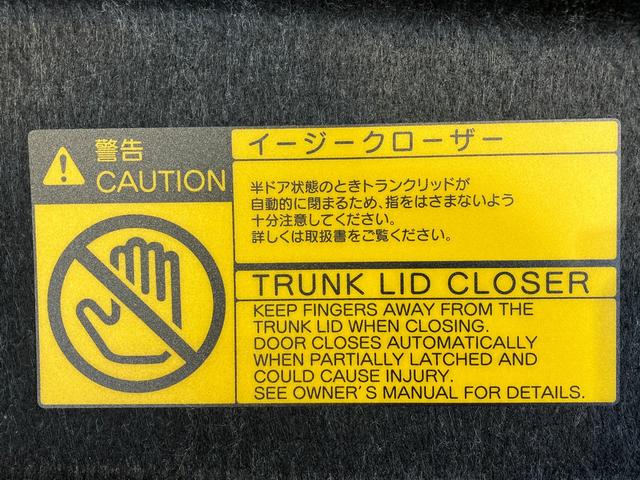 警告
CAUTION
イージークローザー
半ドア状態のときトランクリッドが
自動的に閉まるため、指をはさまないよう
十分注意してください。
詳しくは取扱書をご覧ください。
TRUNK LID CLOSER
KEEP FINGERS AWAY FROM THE
TRUNK LID WHEN CLOSING.
DOOR CLOSES AUTOMATICALLY
WHEN PARTIALLY LATCHED AND
COULD CAUSE INJURY.
SEE OWNER'S MANUAL FOR DETAILS.